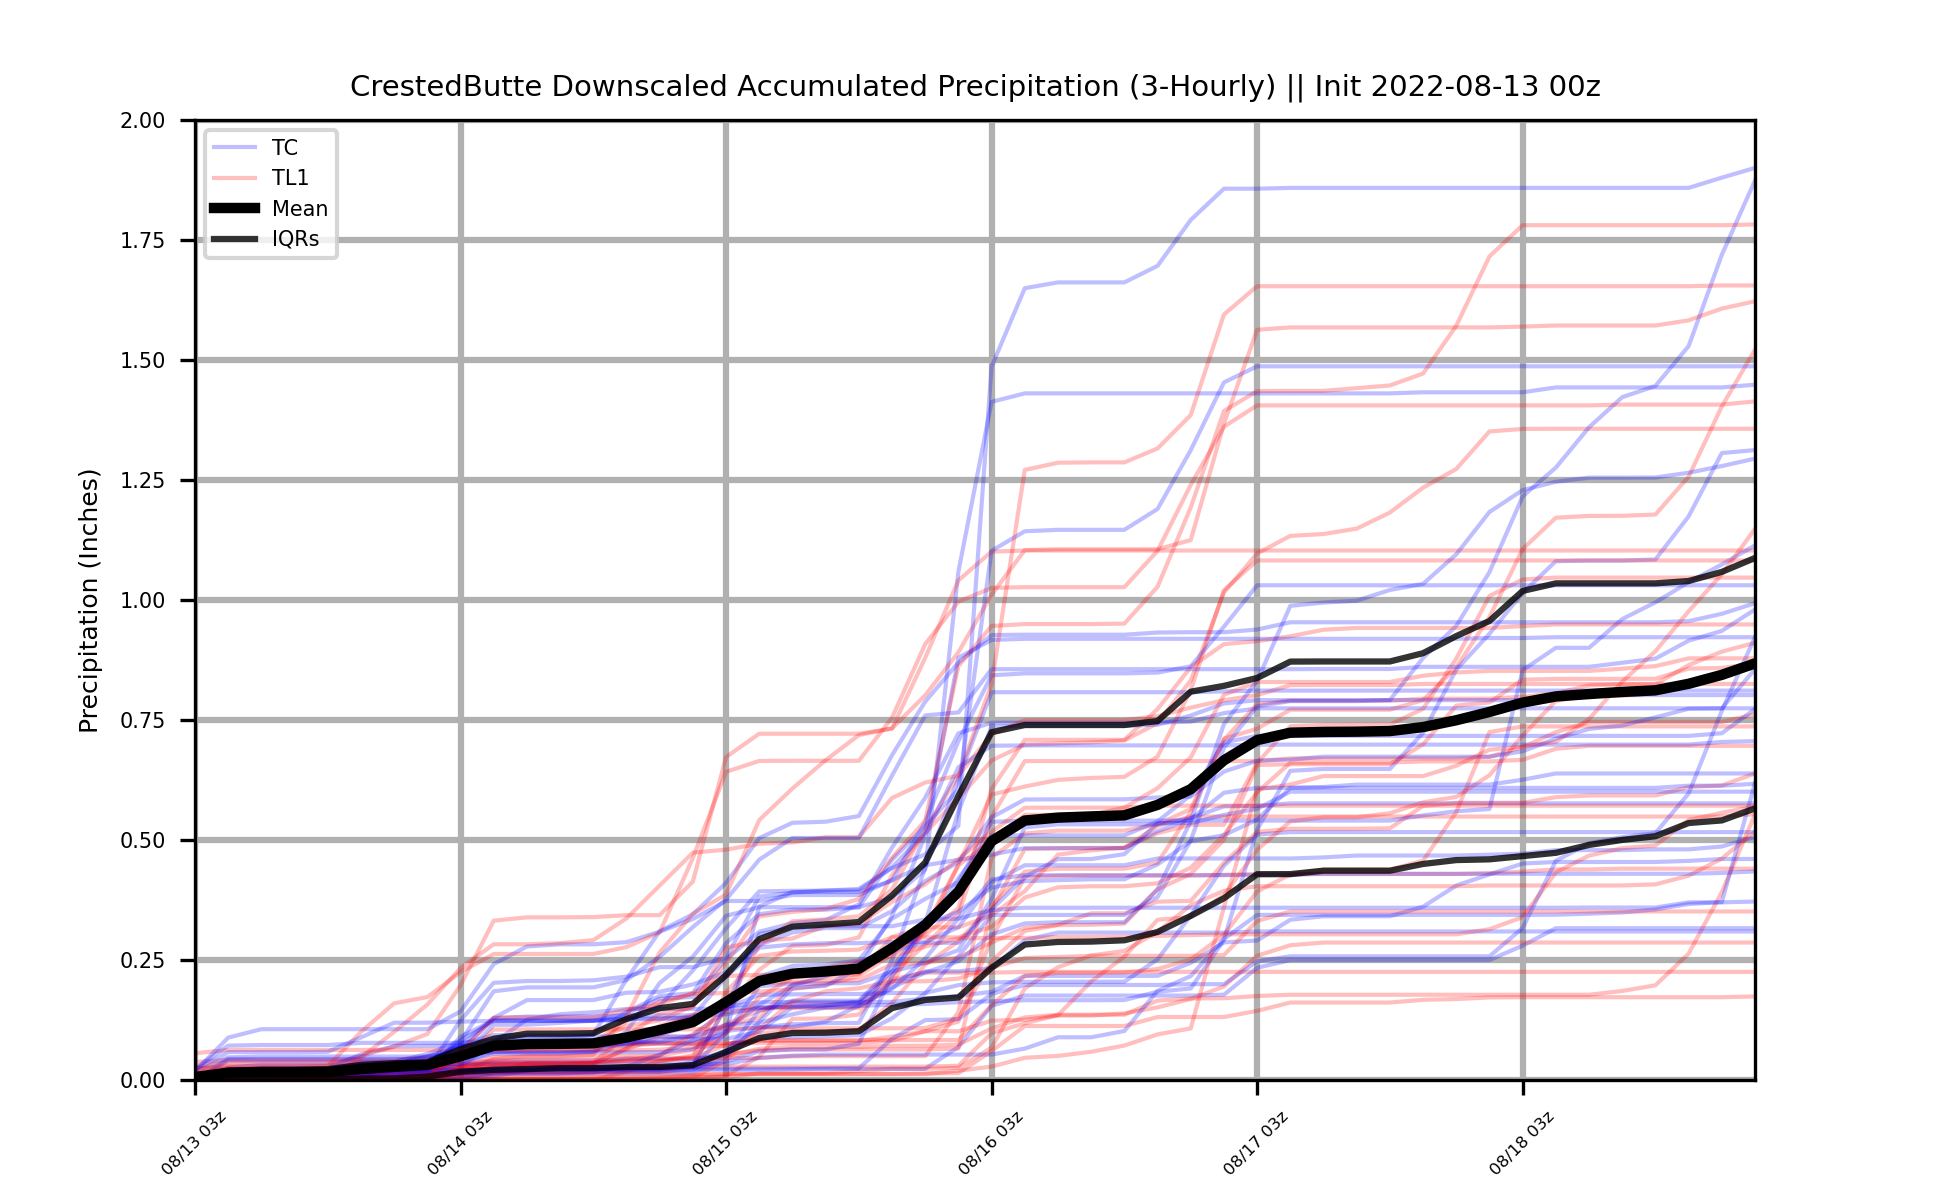 CrestedButte Downscaled Accumulated Precipitation (3-Hourly) || Init 2022-08-13 00z
TC
TL1
Mean
IQRs
Precipitation (Inches)
2.00
1.75
1.50
1.25
1.00
0.75
0.50
0.25
0.00
08/13 03z
08/14 03z
08/15 03z
08/16 03z
08/17 03z
08/18 03z